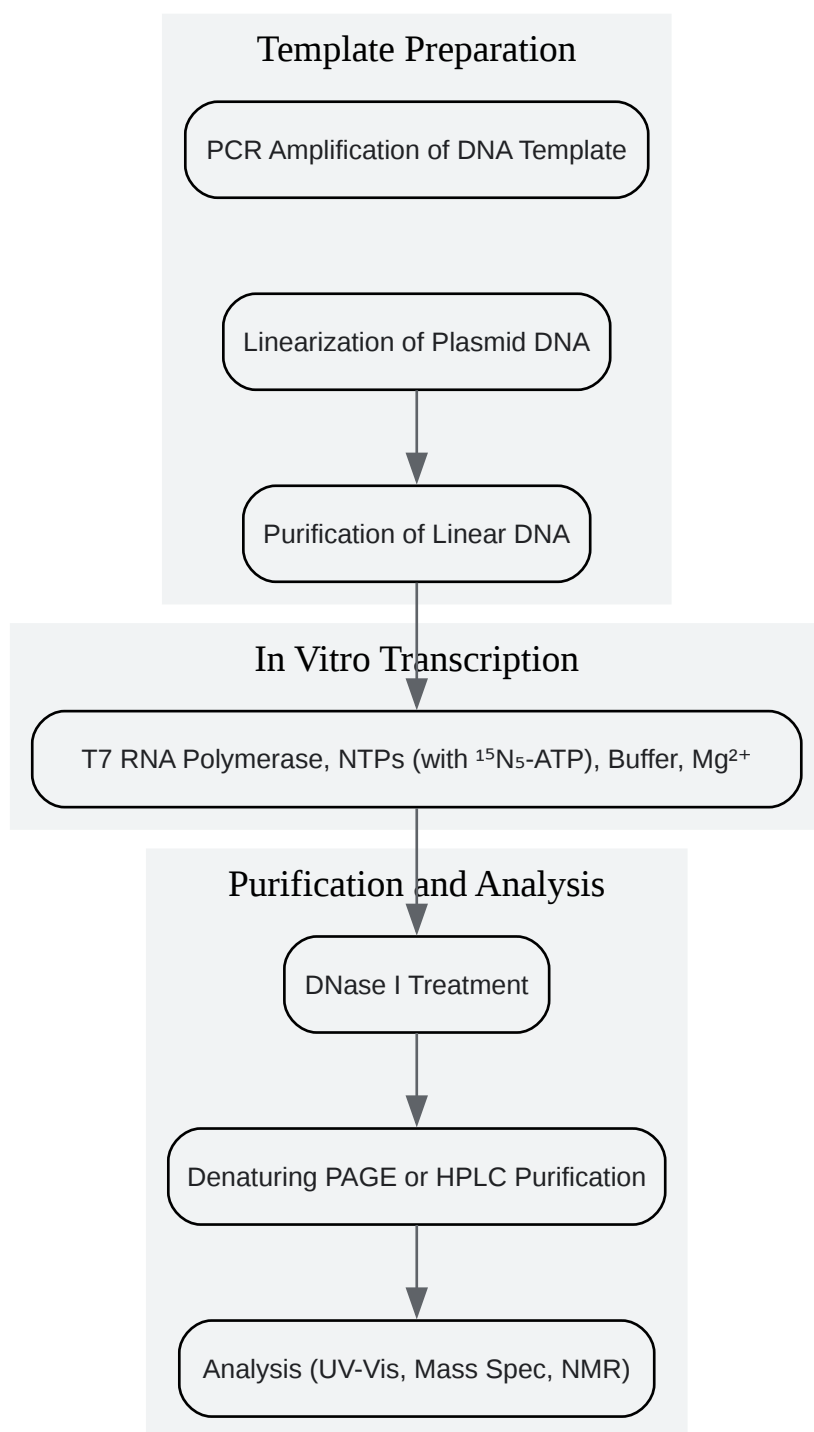 Template Preparation
PCR Amplification of DNA Template
Linearization of Plasmid DNA
Purification of Linear DNA
In Vitro Transcription
T7 RNA Polymerase, NTPs (with ¹⁵N₅-ATP), Buffer, Mg²⁺
Purification and Analysis
DNase I Treatment
Denaturing PAGE or HPLC Purification
Analysis (UV-Vis, Mass Spec, NMR)